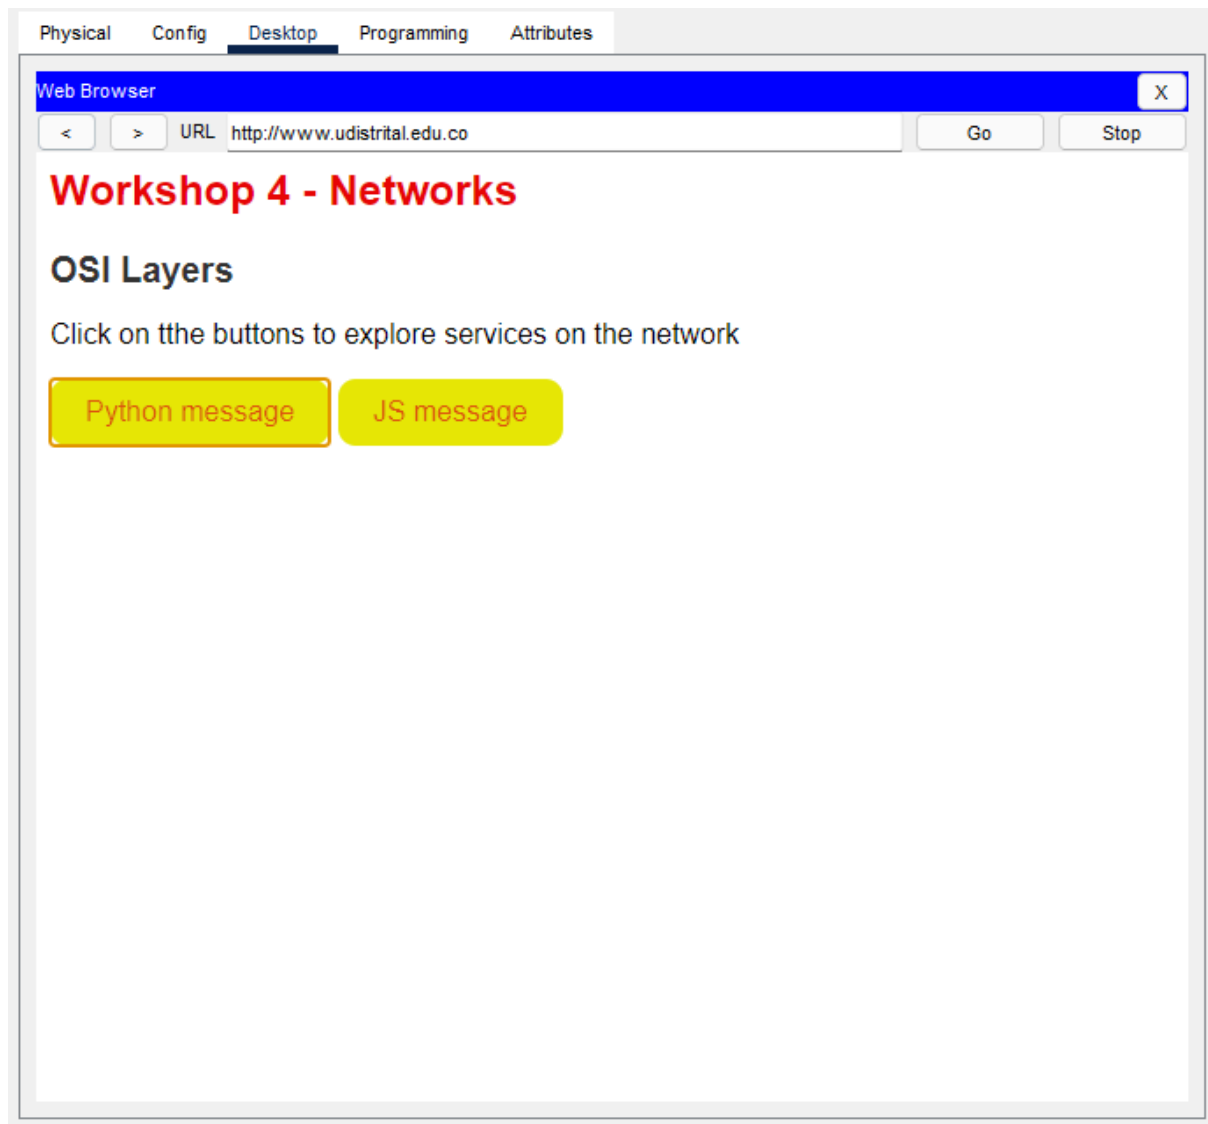 Physical Config Desktop Programming Attributes
Web Browser X
< > URL http://www.udistrital.edu.co Go Stop
Workshop 4 - Networks
OSI Layers
Click on tthe buttons to explore services on the network
Python message JS message